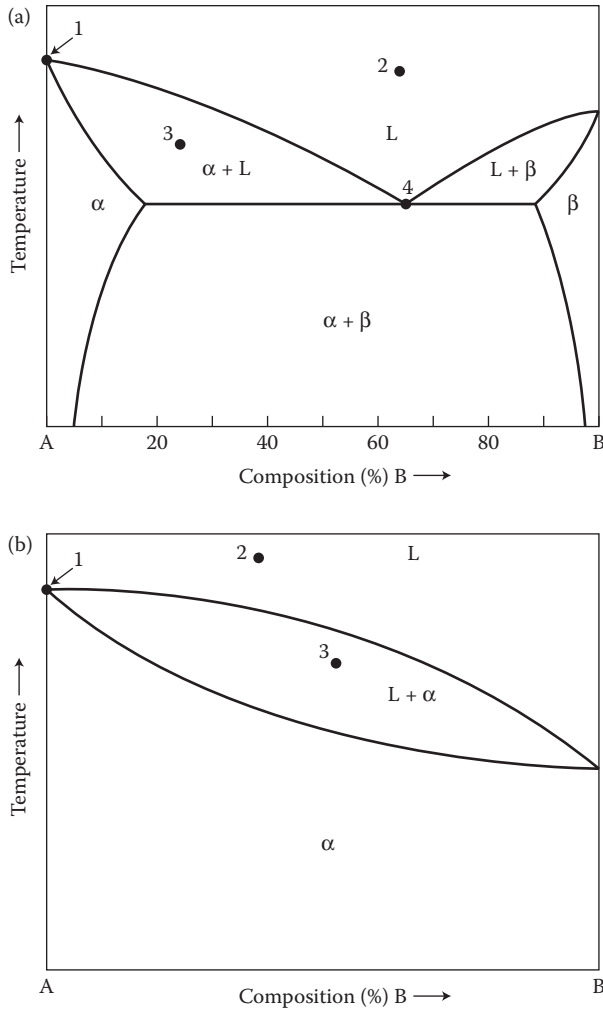 (a)
1
2
L
3
α + L
4
L + β
α
β
α + β
Temperature
A 20 40 60 80 B
Composition (%) B
(b)
1
2
L
3
L + α
α
Temperature
A B
Composition (%) B